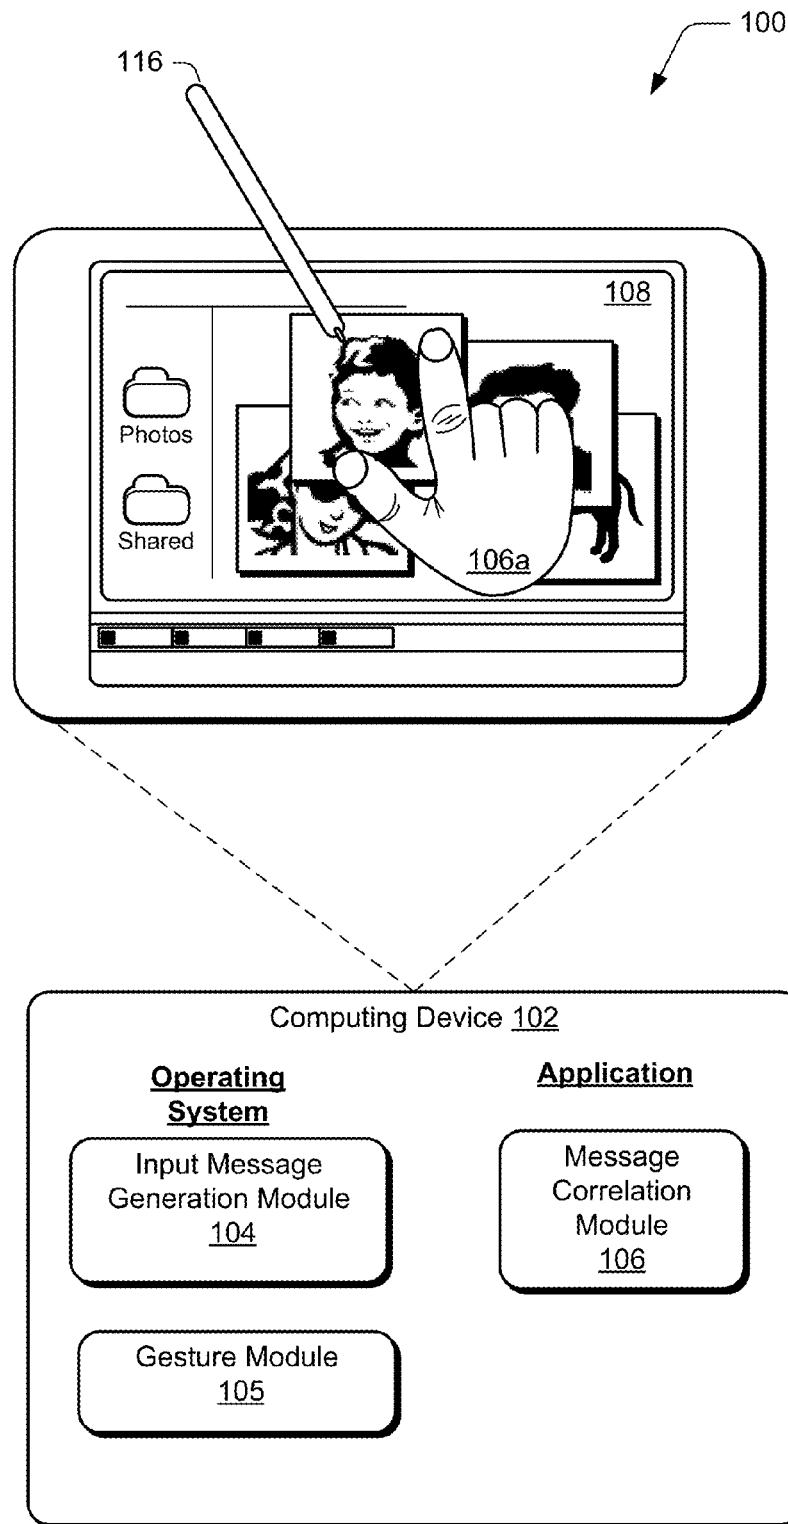 100
116
108
Photos
Shared
106a
Computing Device 102
Operating
System
Application
Input Message
Generation Module
104
Message
Correlation
Module
106
Gesture Module
105